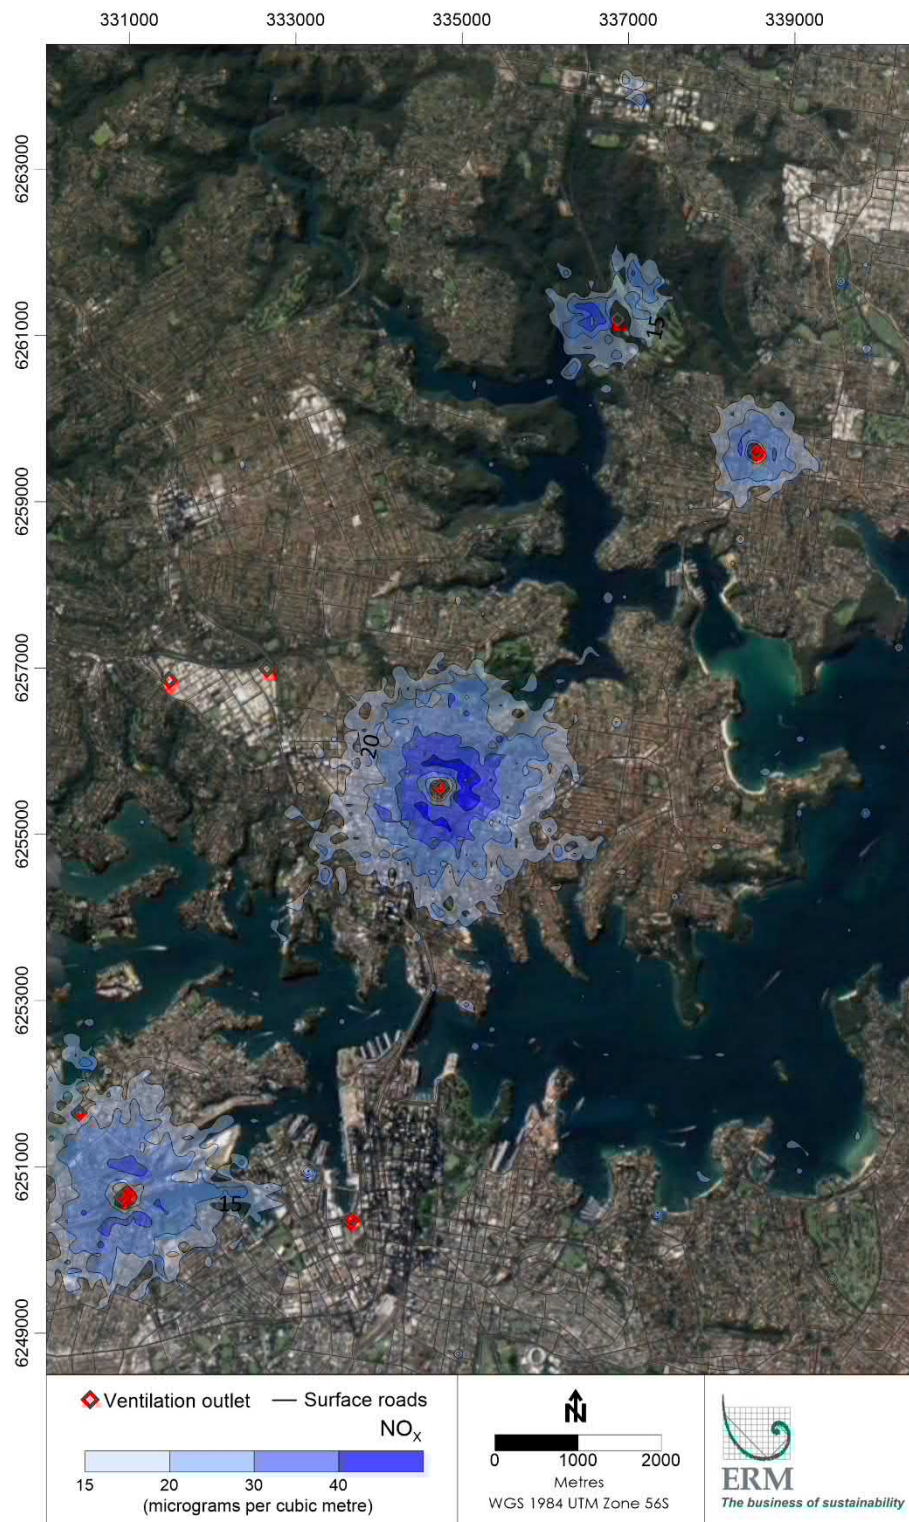 331000 333000 335000 337000 339000
6263000
6261000
15
6259000
6257000
20
6255000
6253000
6251000
15
6249000
Ventilation outlet Surface roads
NOx
15 20 30 40
(micrograms per cubic metre)
N
0 1000 2000
Metres
WGS 1984 UTM Zone 56S
ERM
The business of sustainability